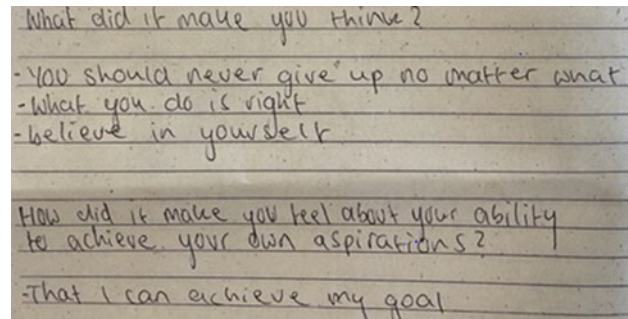 What did it make you think?
- You should never give up no matter what
- What you do is right
- believe in yourself
How did it make you feel about your ability
to achieve your own aspirations?
- That I can achieve my goal